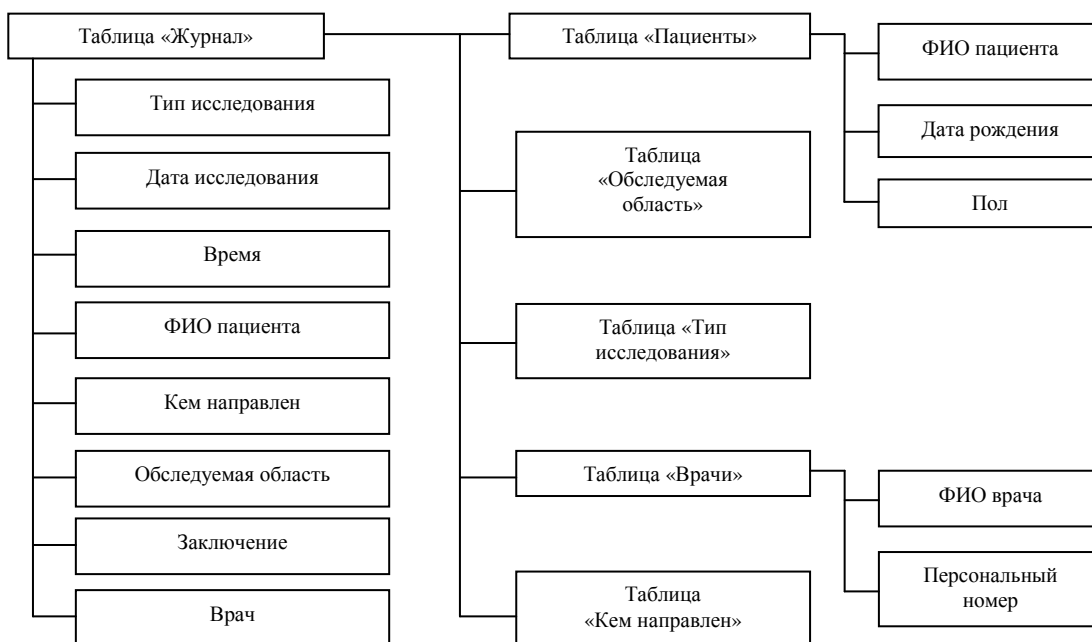 Таблица «Журнал»
Тип исследования
Дата исследования
Время
ФИО пациента
Кем направлен
Обследуемая область
Заключение
Врач
Таблица «Пациенты»
ФИО пациента
Дата рождения
Пол
Таблица
«Обследуемая
область»
Таблица «Тип
исследования»
Таблица «Врачи»
ФИО врача
Персональный
номер
Таблица
«Кем направлен»